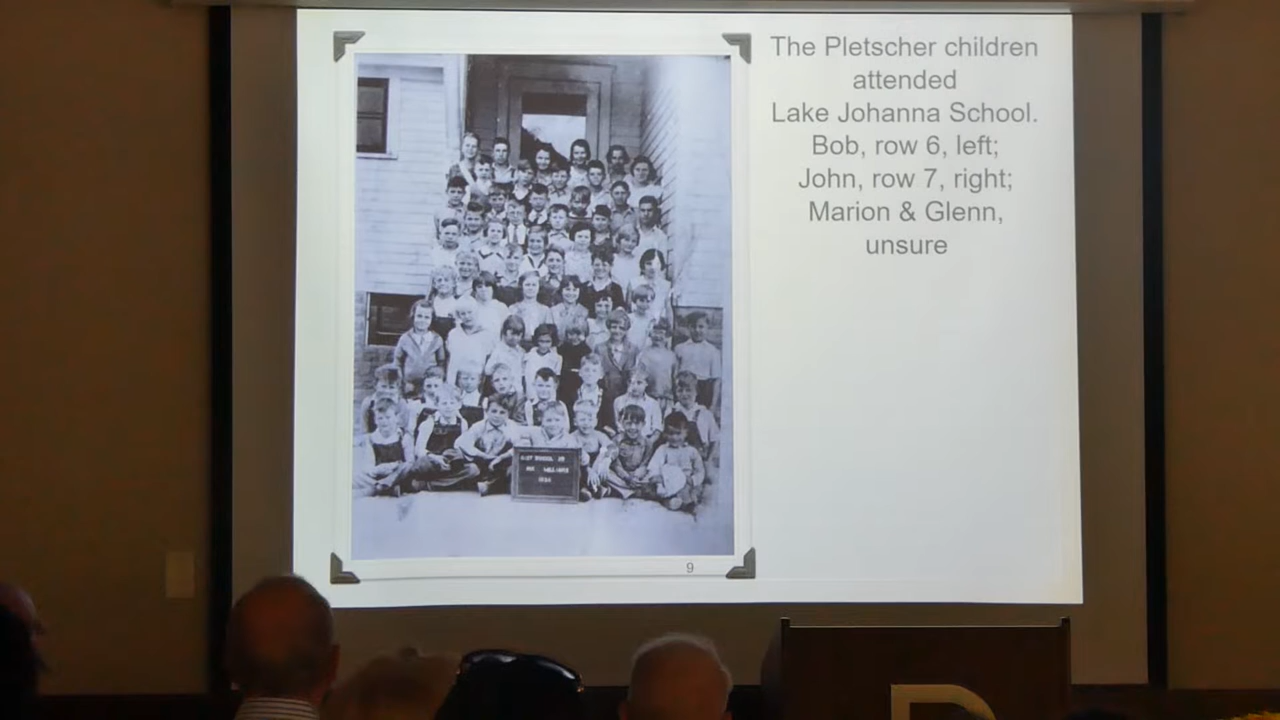 The Pletscher children
attended
Lake Johanna School.
Bob, row 6, left;
John, row 7, right;
Marion & Glenn,
unsure
9